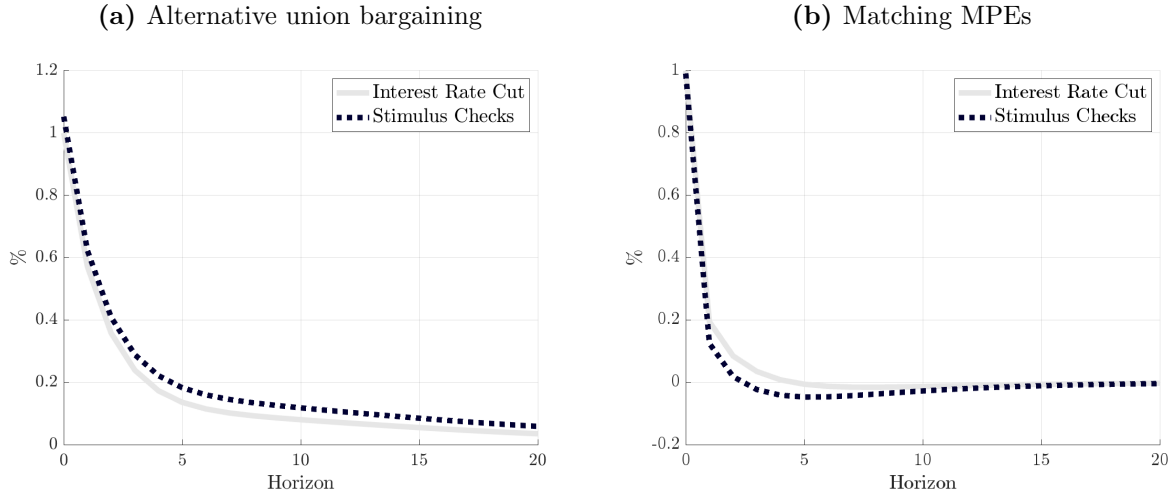 (a) Alternative union bargaining
1.2
1
0.8
0.6
0.4
0.2
0
%
0 5 10 15 20
Horizon
Interest Rate Cut
Stimulus Checks
(b) Matching MPEs
1
0.8
0.6
0.4
0.2
0
-0.2
%
0 5 10 15 20
Horizon
Interest Rate Cut
Stimulus Checks